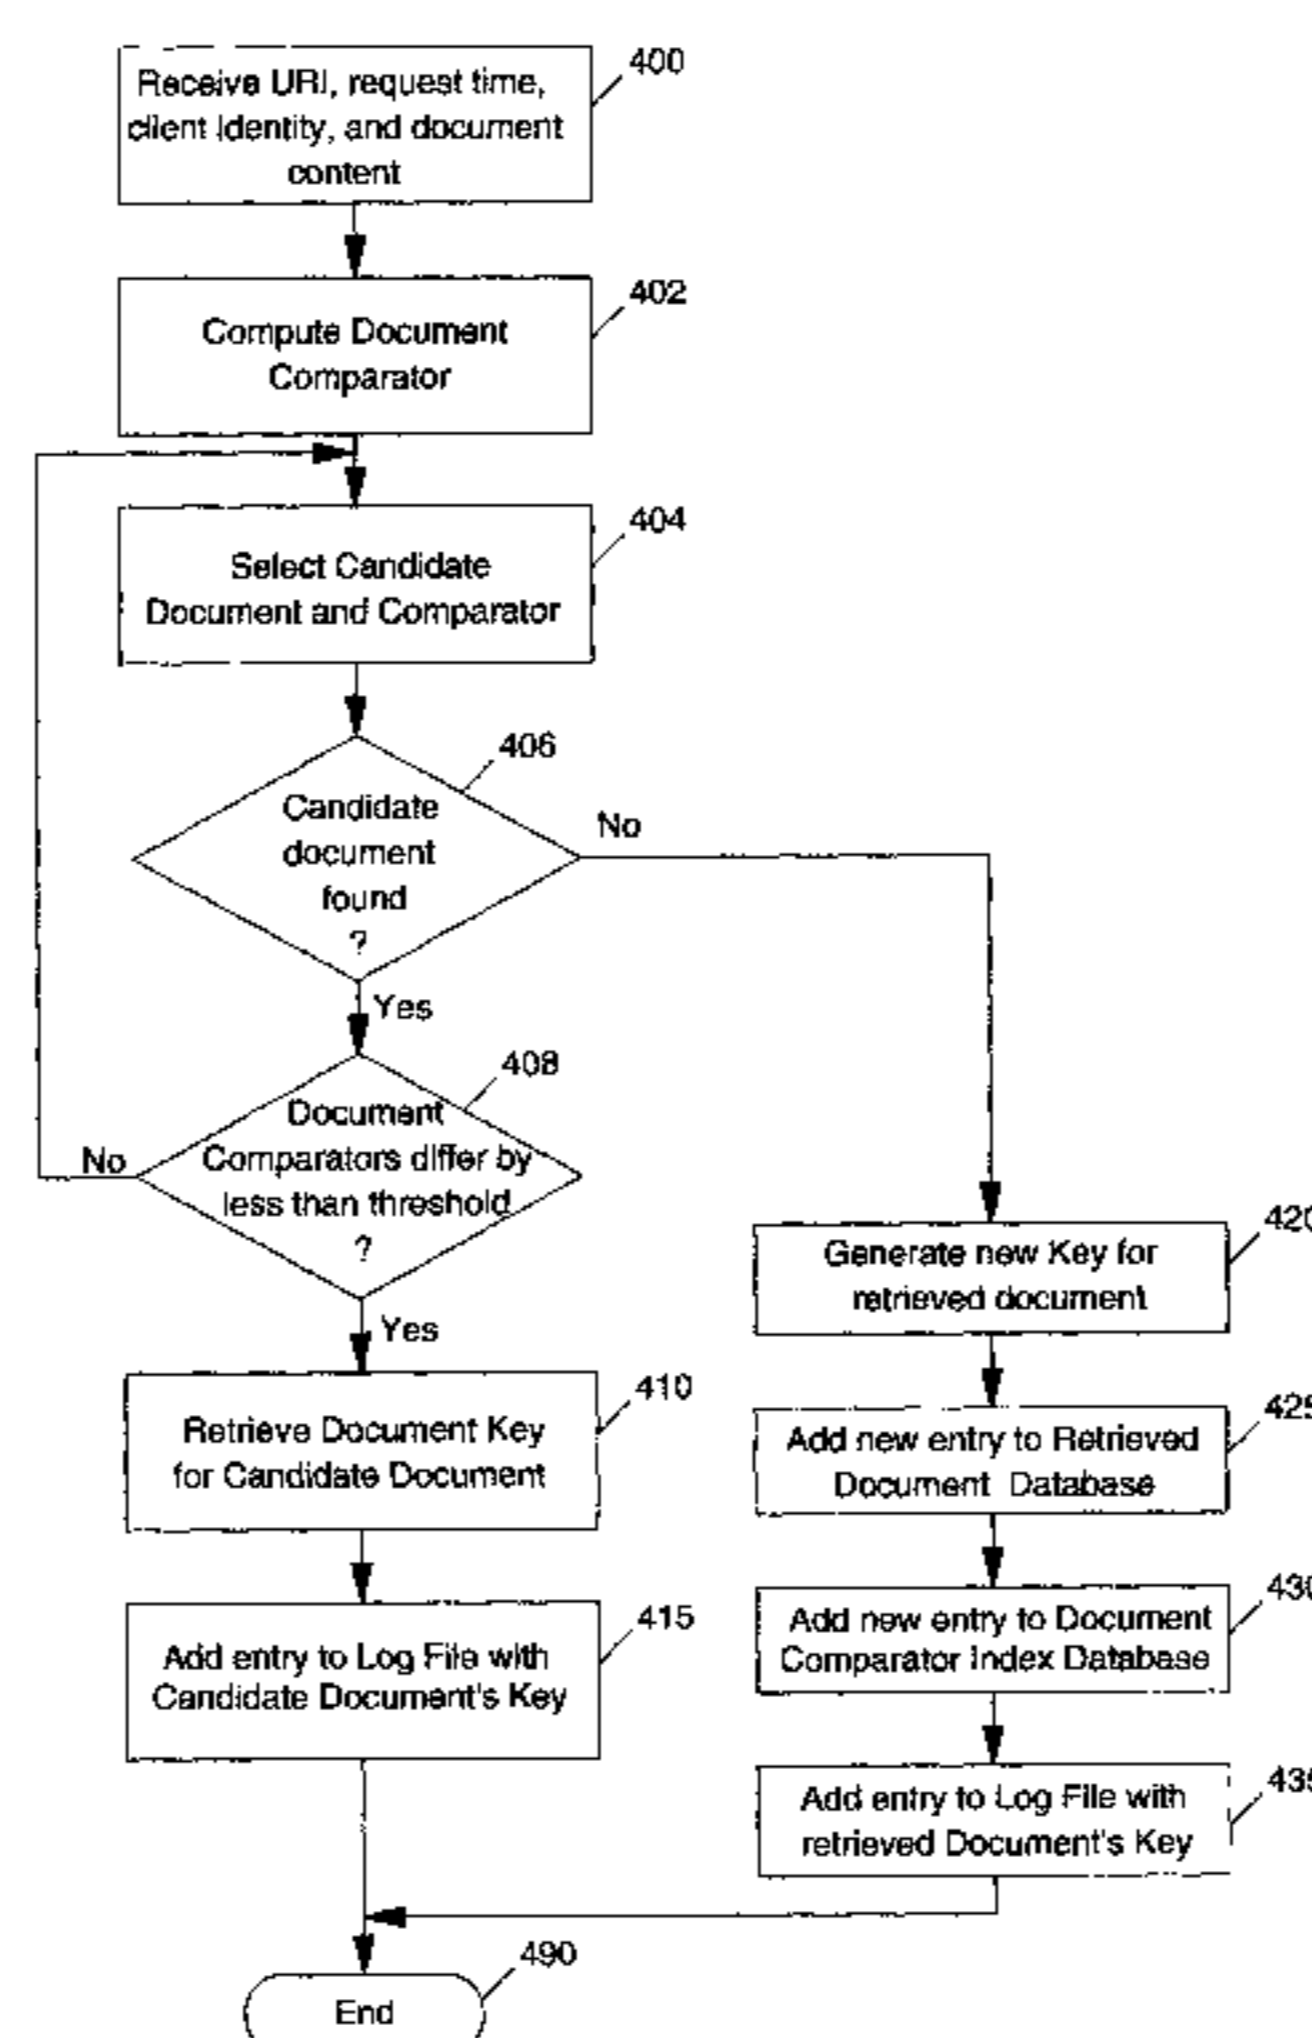 400
Receive URI, request time,
client Identity, and document
content
402
Compute Document
Comparator
404
Select Candidate
Document and Comparator
406
Candidate
document
found
?
No
Yes
408
Document
Comparators differ by
less than threshold
?
No
Yes
410
Retrieve Document Key
for Candidate Document
415
Add entry to Log File with
Candidate Document's Key
420
Generate new Key for
retrieved document
425
Add new entry to Retrieved
Document Database
430
Add new entry to Document
Comparator Index Database
435
Add entry to Log File with
retrieved Document's Key
490
End